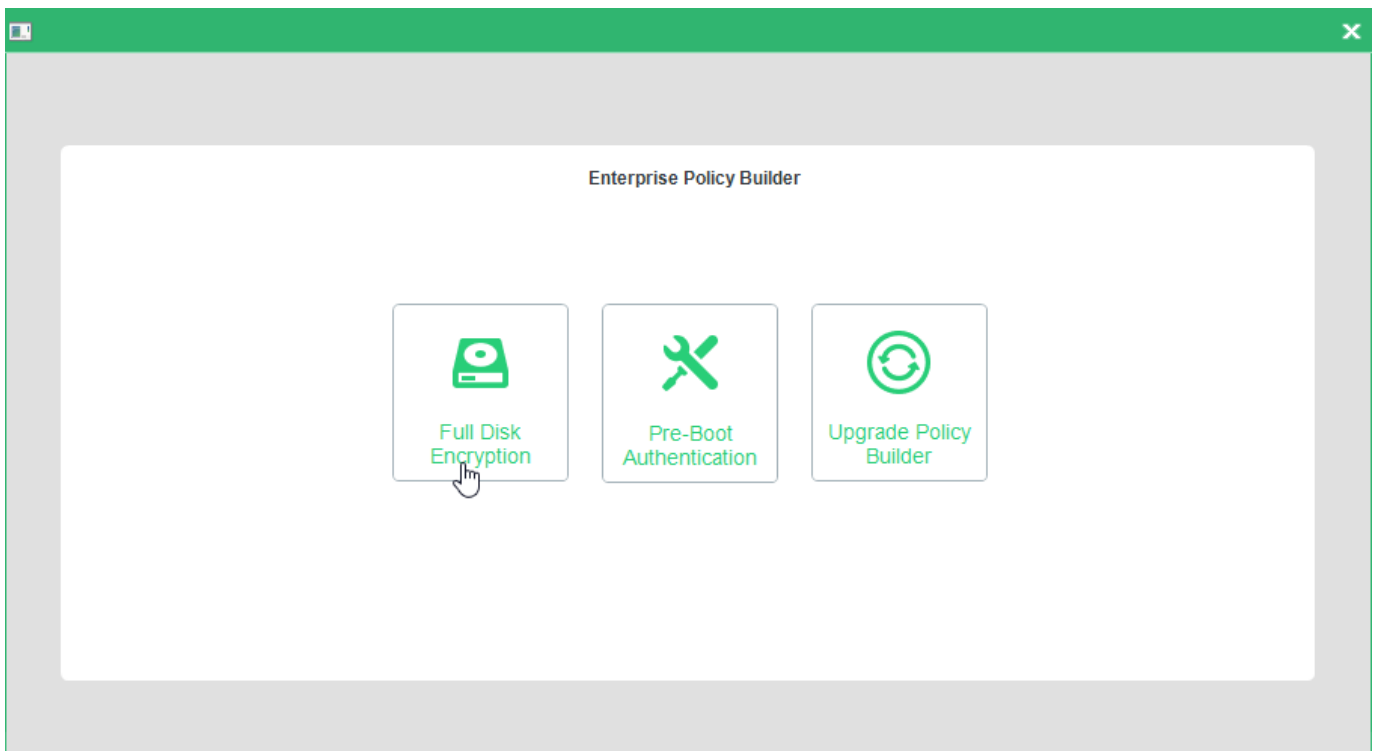 Enterprise Policy Builder
Full Disk
Encryption
Pre-Boot
Authentication
Upgrade Policy
Builder